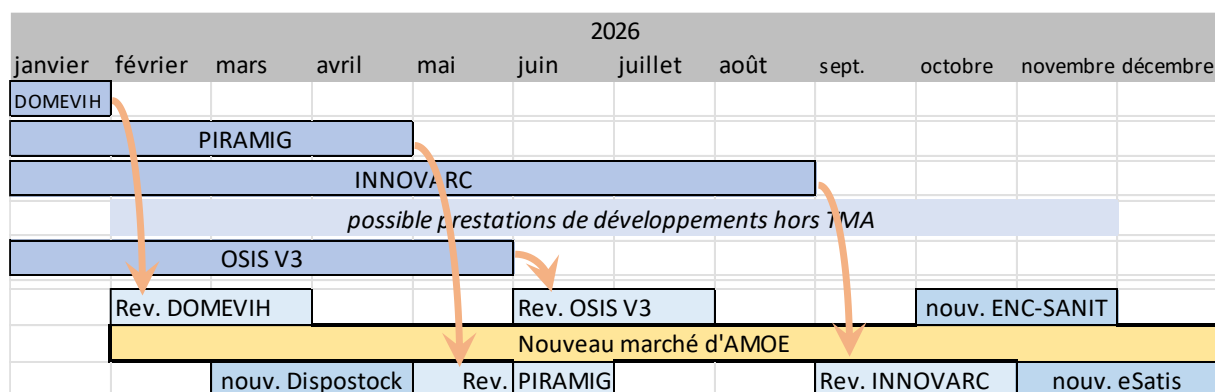 2026
janvier février mars avril mai juin juillet août sept. octobre novembre décembre
DOMEVIH
PIRAMIG
INNOVARC
possible prestations de développements hors TMA
OSIS V3
Rev. DOMEVIH Rev. OSIS V3 nouv. ENC-SANIT
Nouveau marché d'AMOE
nouv. Dispostock Rev. PIRAMIG Rev. INNOVARC nouv. eSatis